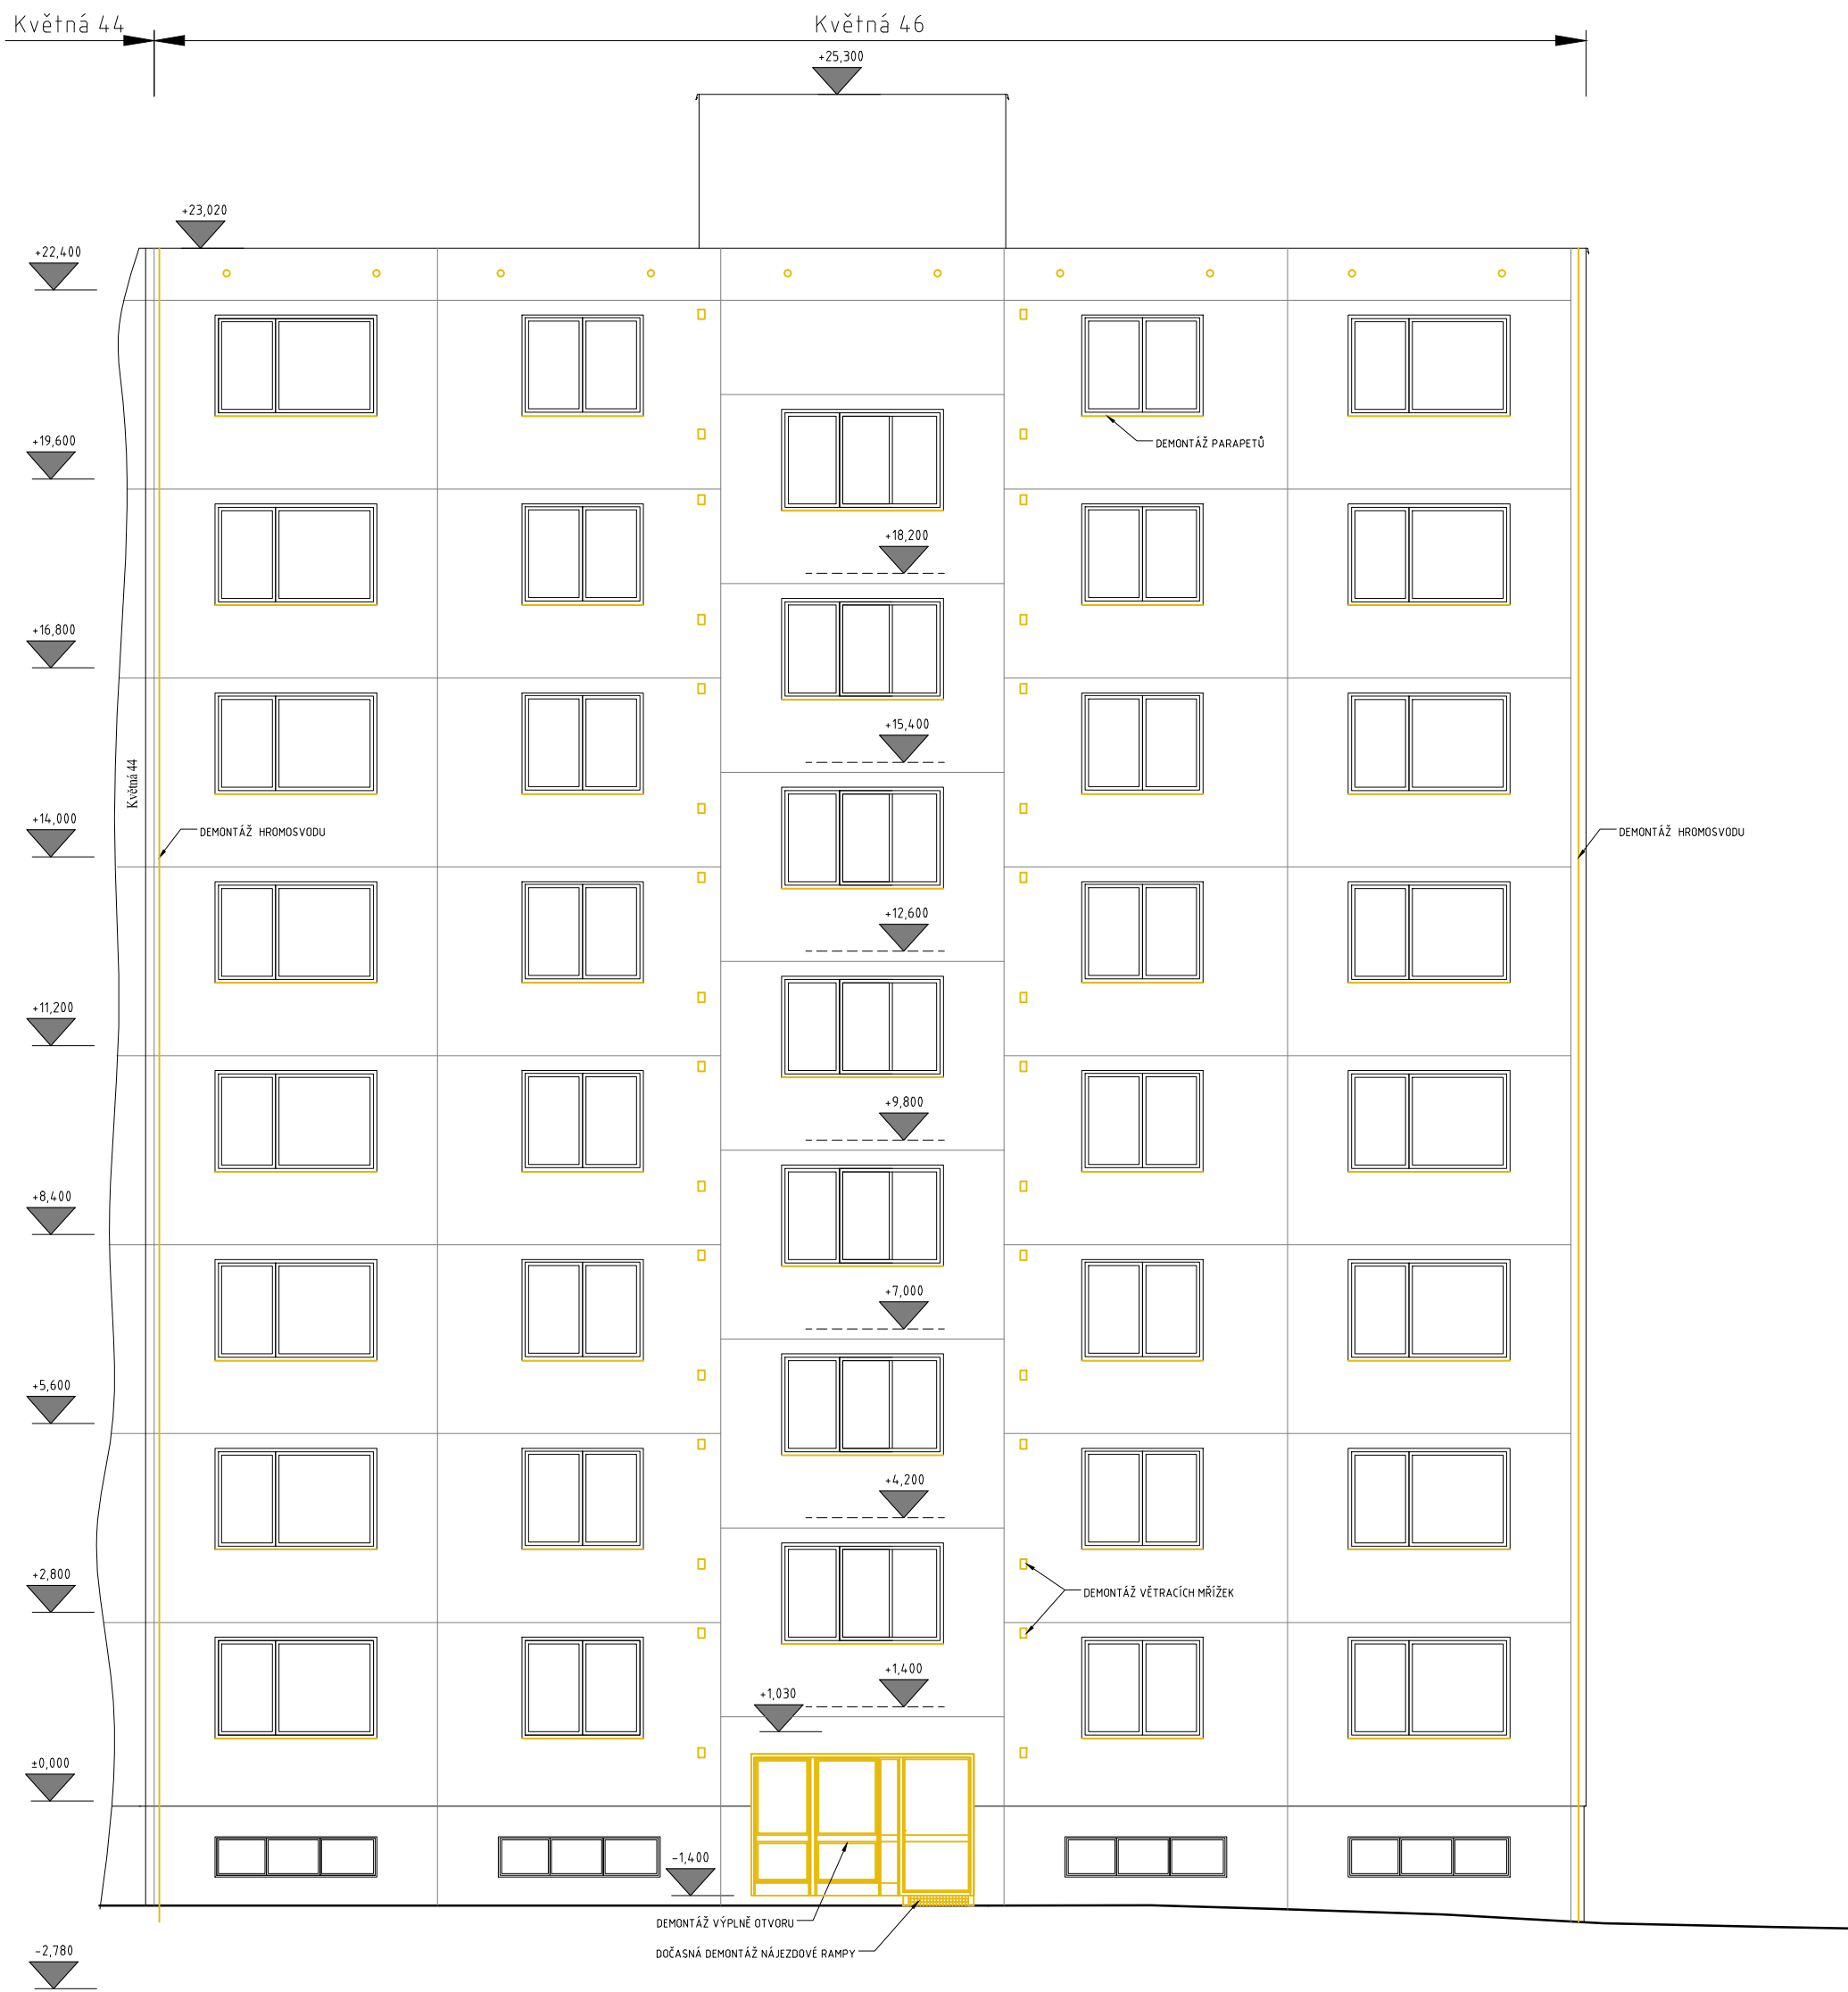 Květná 44
Květná 46
+25,300
+23,020
+22,400
+19,600
DEMONTÁŽ PARAPETŮ
+18,200
+16,800
+15,400
Květná 44
+14,000
DEMONTÁŽ HROMOSVODU
DEMONTÁŽ HROMOSVODU
+12,600
+11,200
+9,800
+8,400
+7,000
+5,600
+4,200
+2,800
DEMONTÁŽ VĚTRACÍCH MŘÍŽEK
+1,400
+1,030
±0,000
-1,400
DEMONTÁŽ VÝPLNĚ OTVORU
DOČASNÁ DEMONTÁŽ NÁJEZDOVÉ RAMPY
-2,780